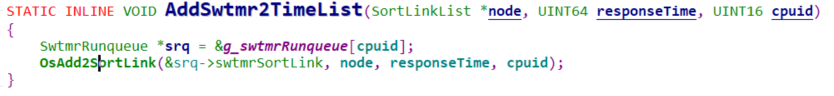 STATIC INLINE VOID AddSwtmr2TimeList(SortLinkList *node, UINT64 responseTime, UINT16 cpuid)
{
    SwtmrRunqueue *srq = &g_swtmrRunqueue[cpuid];
    OsAdd2SortLink(&srq->swtmrSortLink, node, responseTime, cpuid);
}